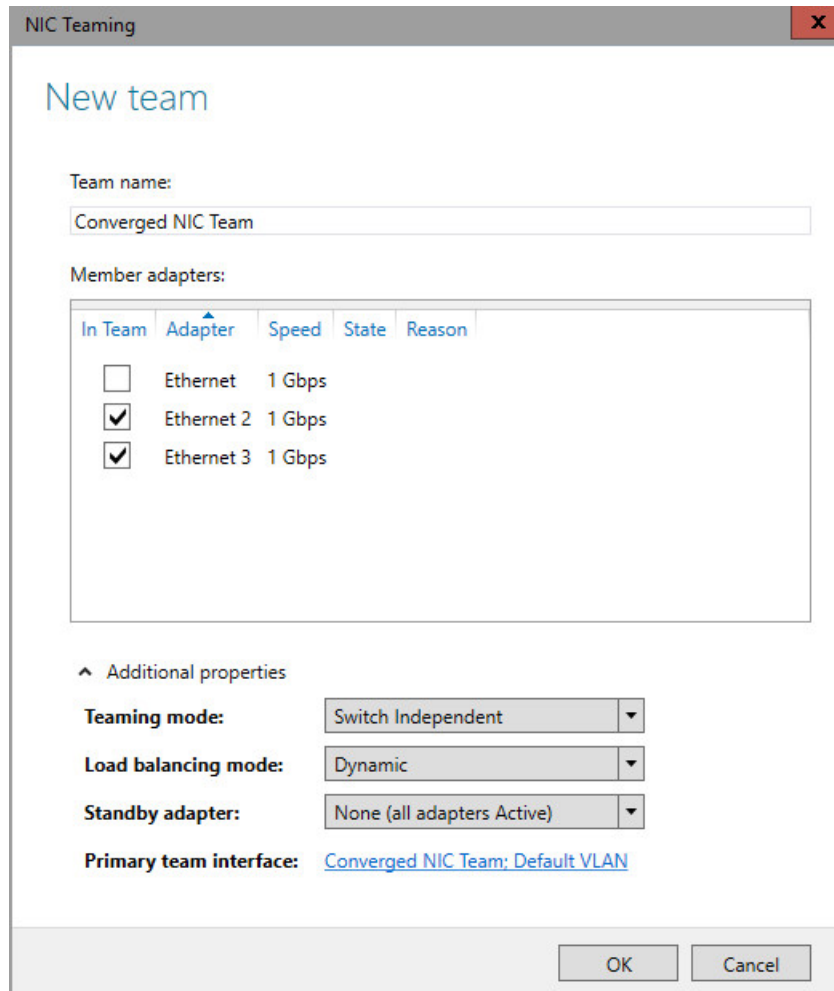 NIC Teaming
x
New team
Team name:
Converged NIC Team
Member adapters:
In Team Adapter Speed State Reason
Ethernet 1 Gbps
Ethernet 2 1 Gbps
Ethernet 3 1 Gbps
Additional properties
Teaming mode: Switch Independent
Load balancing mode: Dynamic
Standby adapter: None (all adapters Active)
Primary team interface: Converged NIC Team; Default VLAN
OK Cancel